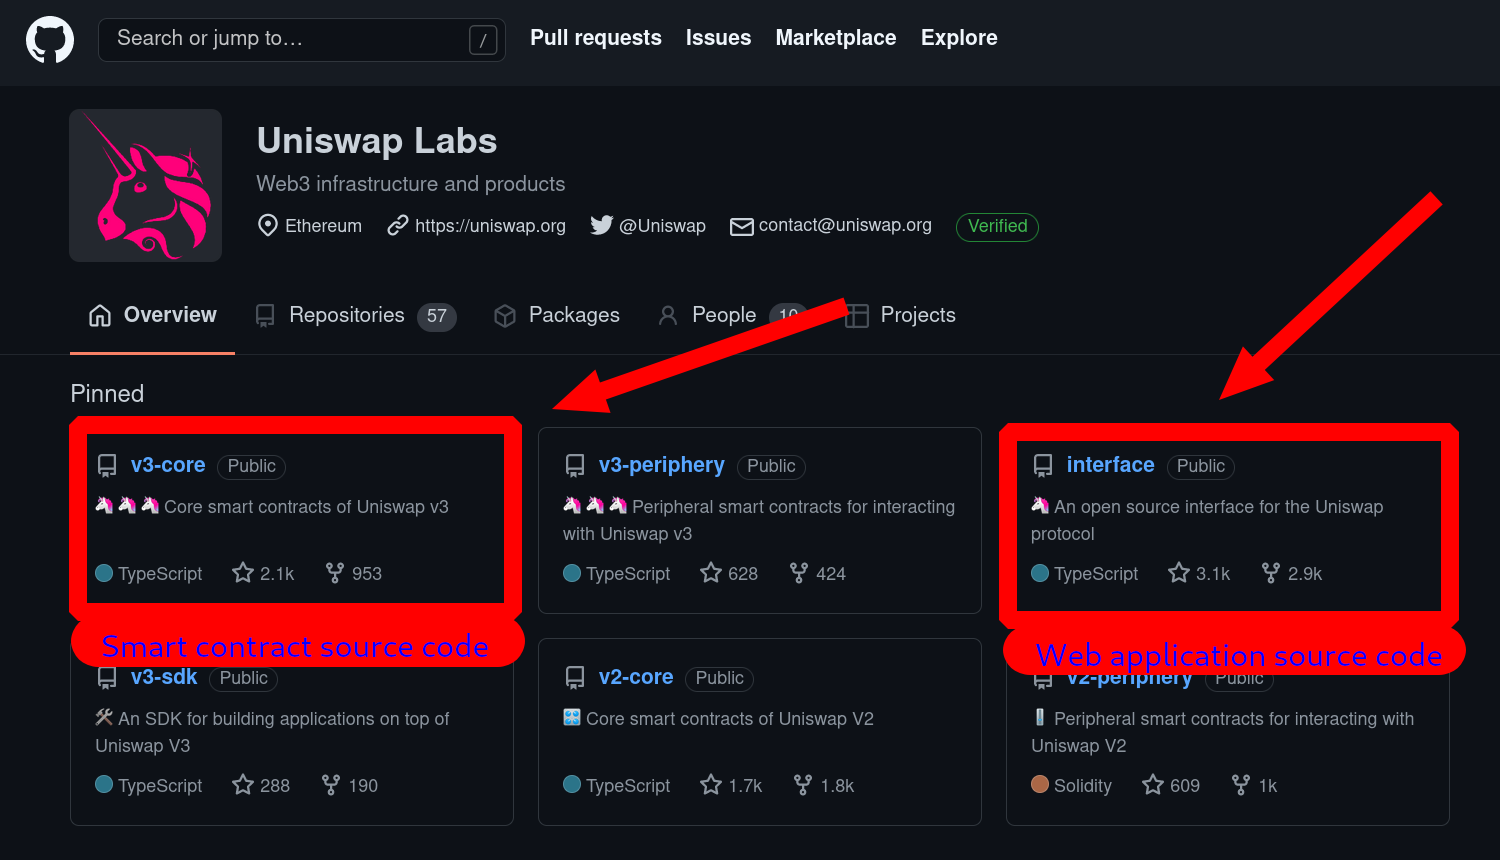 Search or jump to…
/
Pull requests
Issues
Marketplace
Explore
Uniswap Labs
Web3 infrastructure and products
Ethereum
https://uniswap.org
@Uniswap
contact@uniswap.org
Verified
Overview
Repositories 57
Packages
People 10
Projects
Pinned
v3-core Public
🦄🦄🦄 Core smart contracts of Uniswap v3
TypeScript 2.1k 953
Smart contract source code
v3-periphery Public
🦄🦄🦄 Peripheral smart contracts for interacting
with Uniswap v3
TypeScript 628 424
interface Public
🦄 An open source interface for the Uniswap
protocol
TypeScript 3.1k 2.9k
Web application source code
v3-sdk Public
🛠 An SDK for building applications on top of
Uniswap V3
TypeScript 288 190
v2-core Public
🎛 Core smart contracts of Uniswap V2
TypeScript 1.7k 1.8k
v2-periphery Public
🎚 Peripheral smart contracts for interacting with
Uniswap V2
Solidity 609 1k